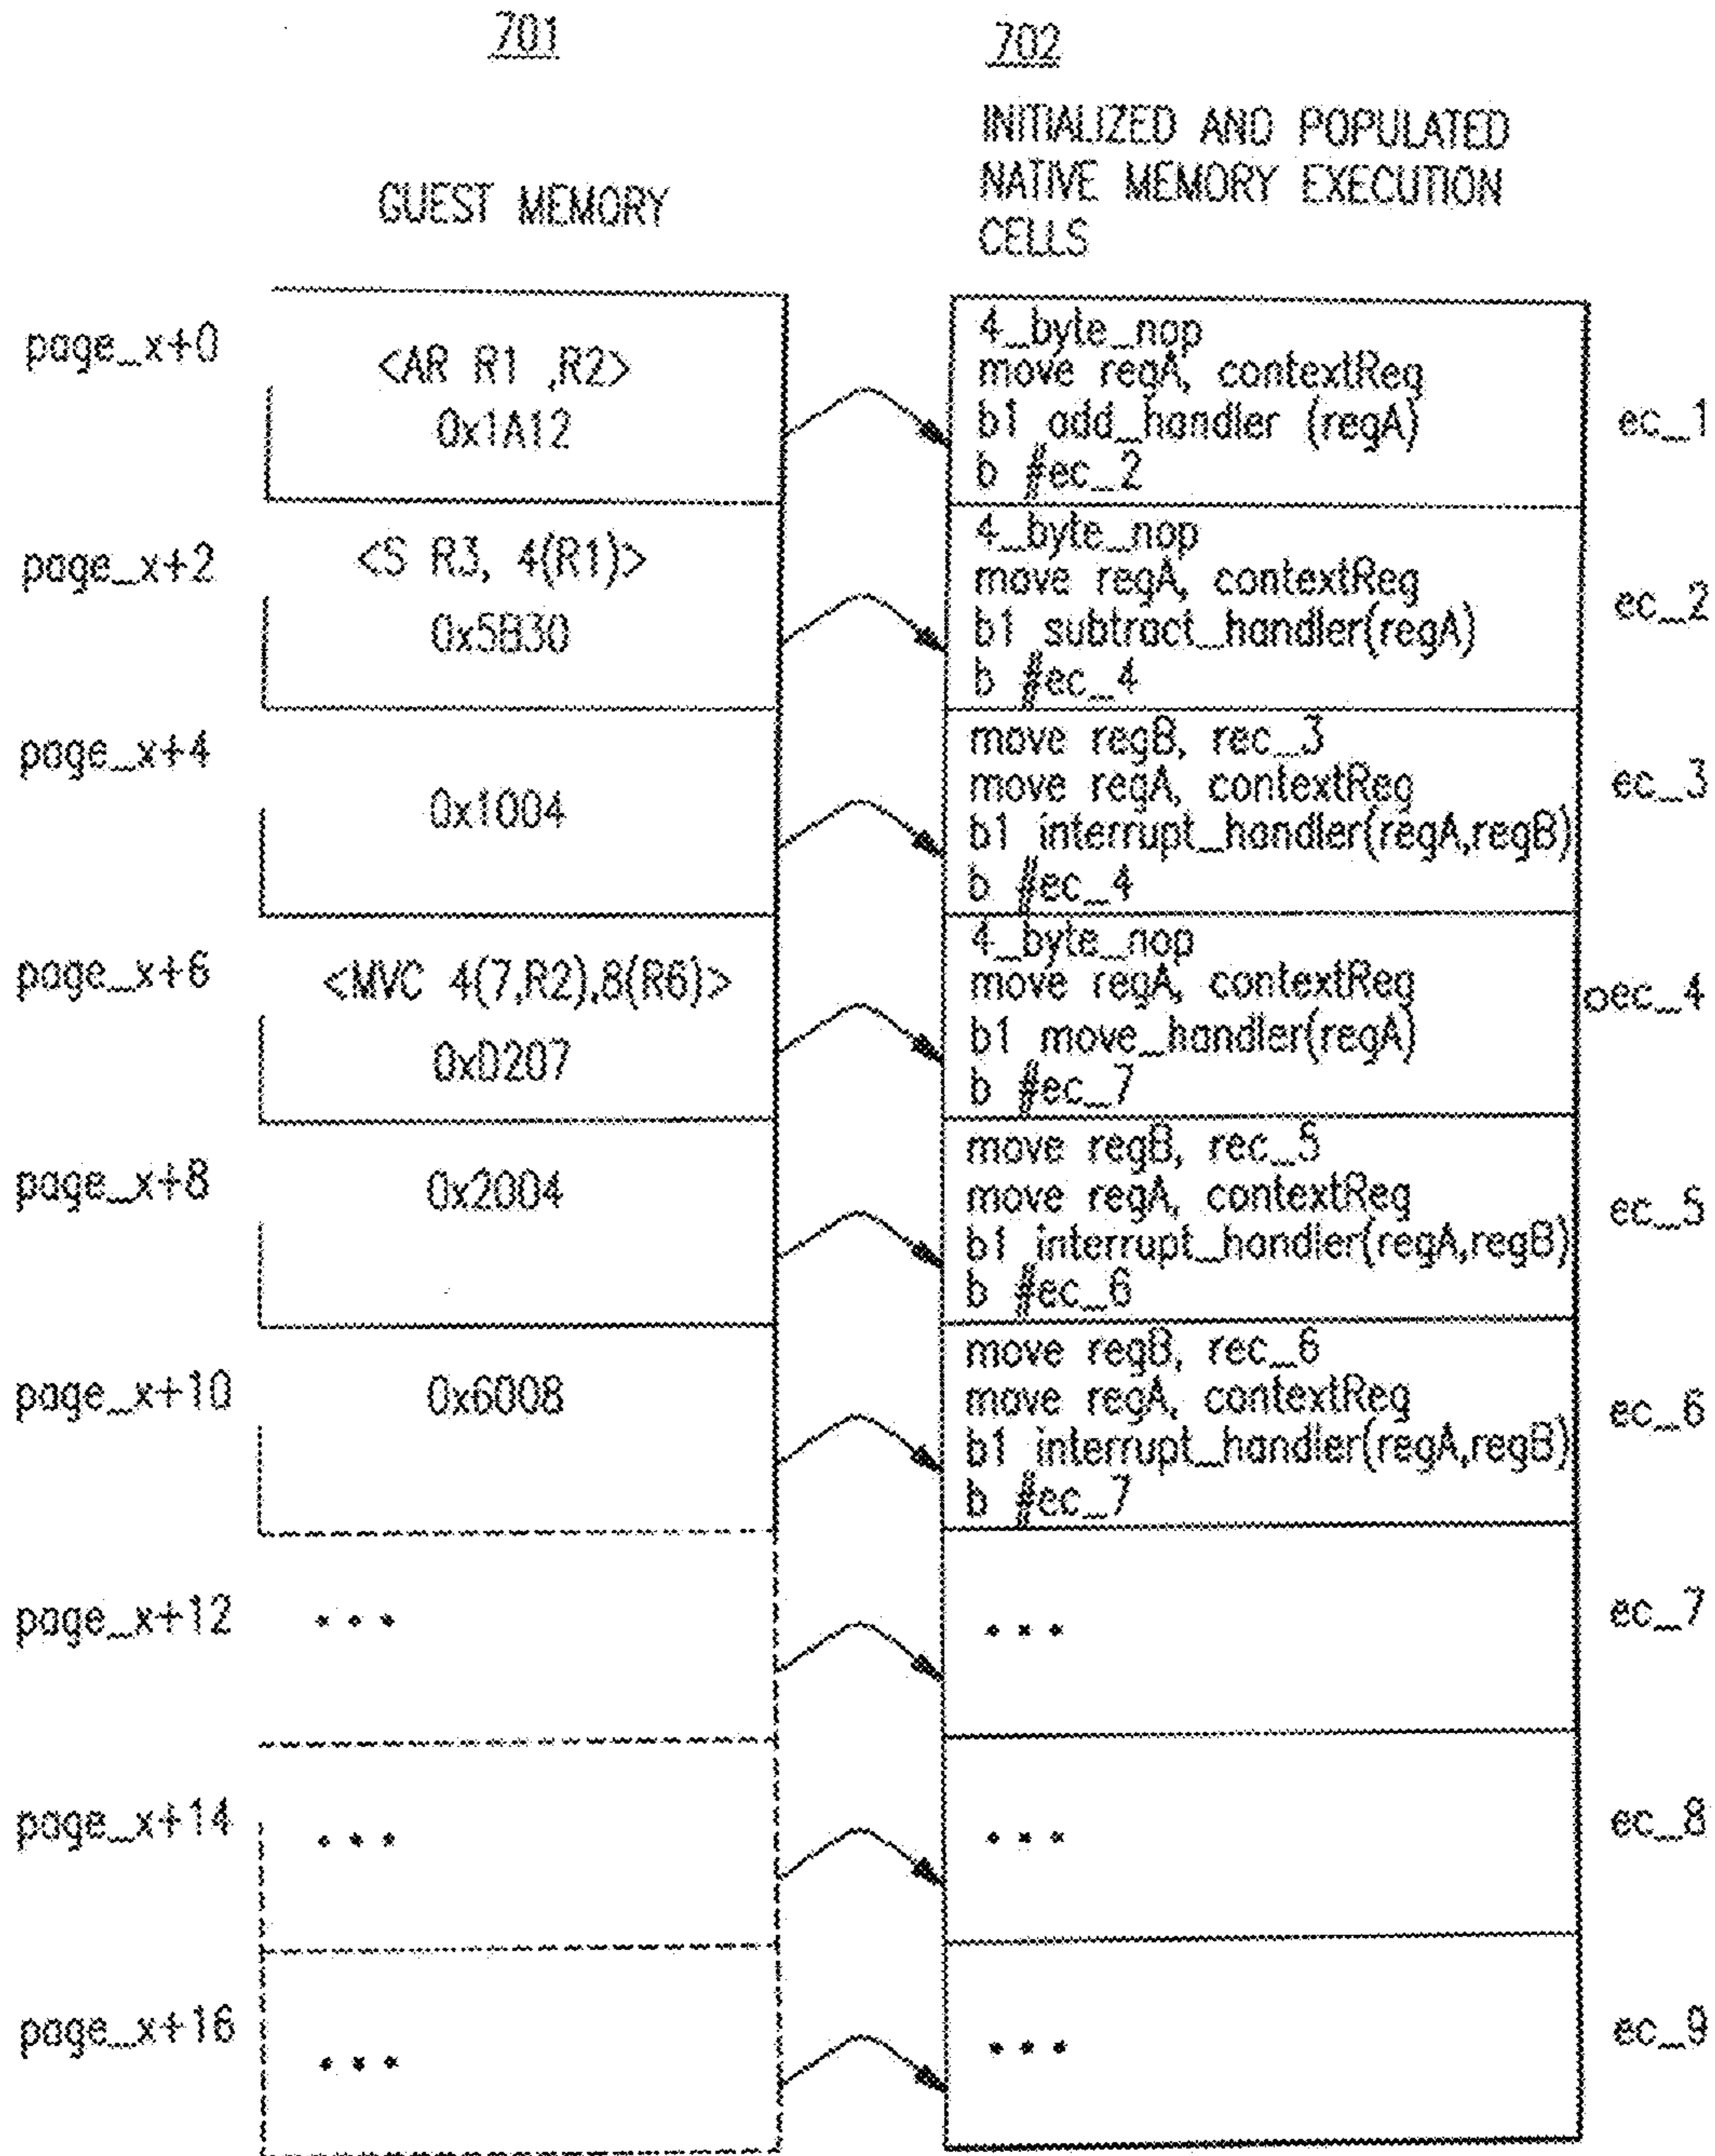 701
702
GUEST MEMORY
INITIALIZED AND POPULATED
NATIVE MEMORY EXECUTION
CELLS
page_x+0
<AR R1 ,R2>
0x1A12
4_byte_nop
move regA, contextReg
b1 add_handler (regA)
b #ec_2
ec_1
page_x+2
<S R3, 4(R1)>
0x5B30
4_byte_nop
move regA, contextReg
b1 subtract_handler(regA)
b #ec_4
ec_2
page_x+4
0x1004
move regB, rec_3
move regA, contextReg
b1 interrupt_handler(regA,regB)
b #ec_4
ec_3
page_x+6
<MVC 4(7,R2),8(R6)>
0xD207
4_byte_nop
move regA, contextReg
b1 move_handler(regA)
b #ec_7
oec_4
page_x+8
0x2004
move regB, rec_5
move regA, contextReg
b1 interrupt_handler(regA,regB)
b #ec_6
ec_5
page_x+10
0x6008
move regB, rec_6
move regA, contextReg
b1 interrupt_handler(regA,regB)
b #ec_7
ec_6
page_x+12
...
...
ec_7
page_x+14
...
...
ec_8
page_x+16
...
...
ec_9